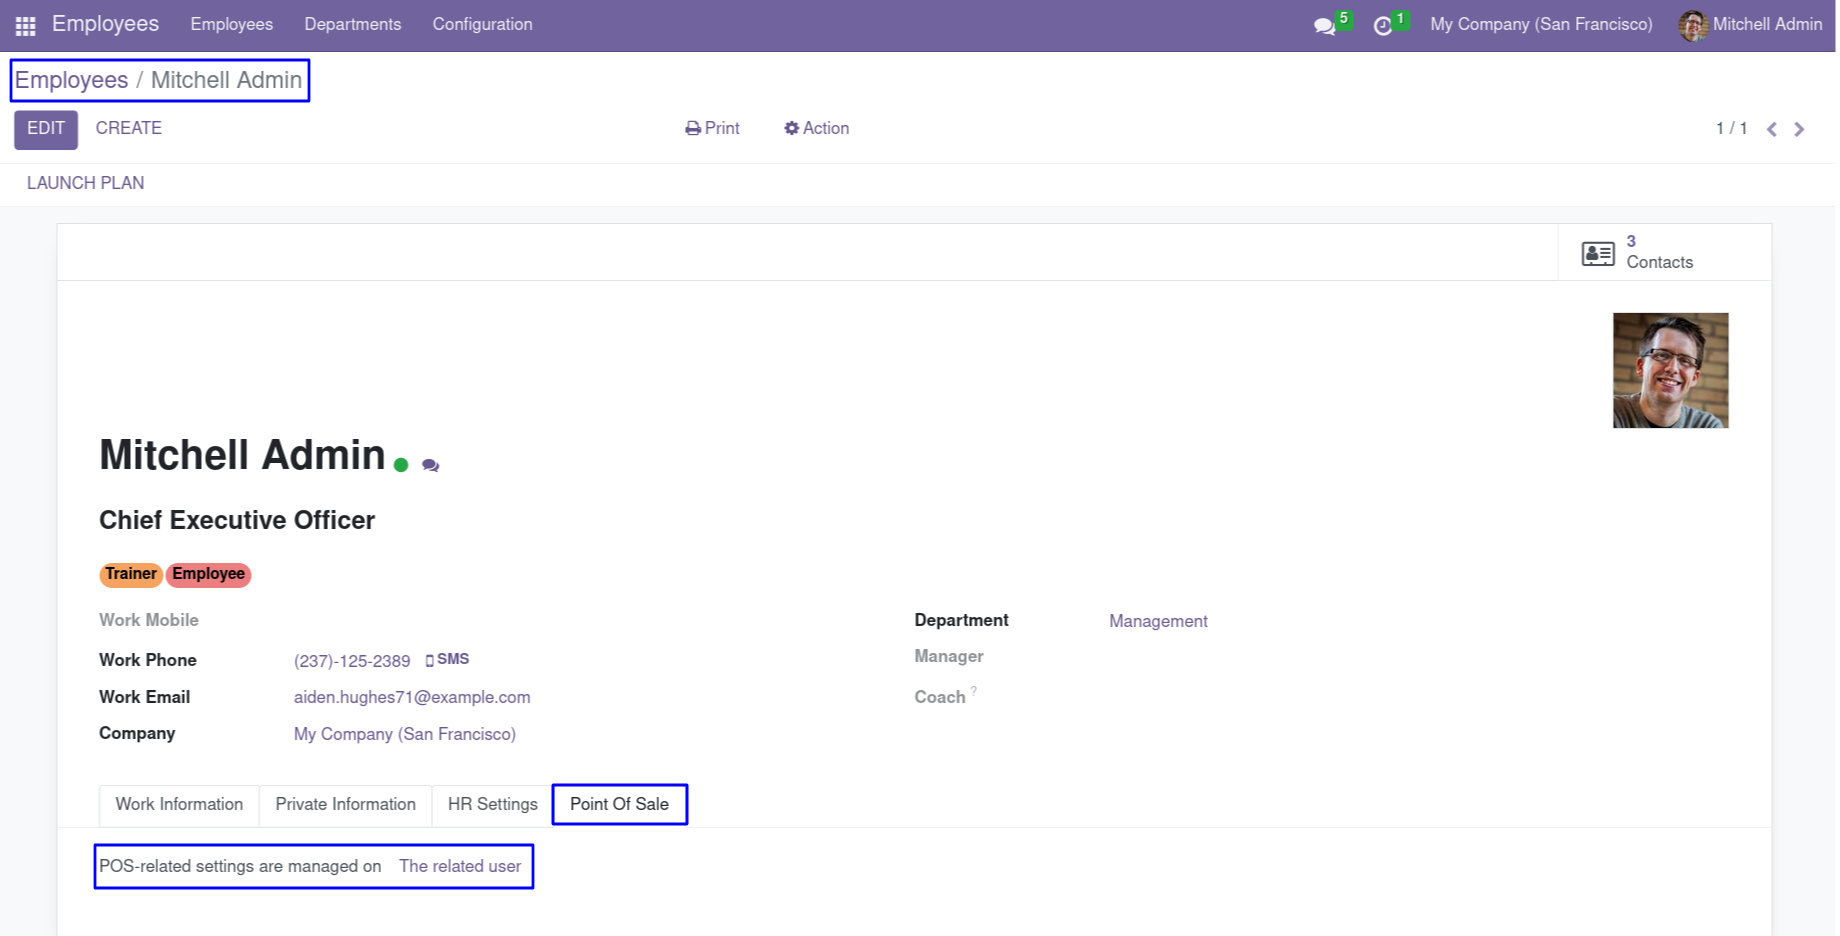 Employees Employees Departments Configuration 5 1 My Company (San Francisco) Mitchell Admin
Employees / Mitchell Admin
EDIT CREATE Print Action 1 / 1
LAUNCH PLAN
3
Contacts
Mitchell Admin
Chief Executive Officer
Trainer Employee
Work Mobile
Work Phone (237)-125-2389 SMS
Work Email aiden.hughes71@example.com
Company My Company (San Francisco)
Department Management
Manager
Coach ?
Work Information Private Information HR Settings Point Of Sale
POS-related settings are managed on The related user